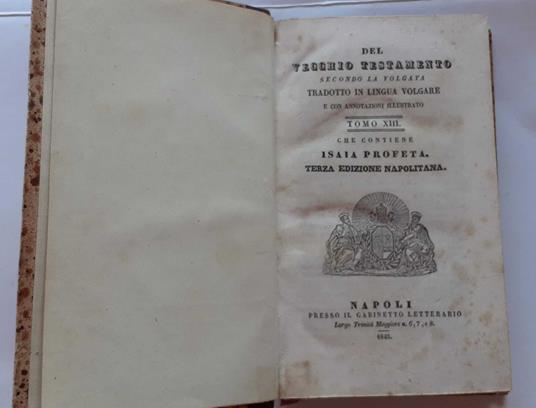 DEL
VECCHIO TESTAMENTO
SECONDO LA VOLGATA
TRADOTTO IN LINGUA VOLGARE
E CON ANNOTAZIONI ILLUSTRATO
TOMO XIII.
CHE CONTIENE
ISAIA PROFETA.
TERZA EDIZIONE NAPOLITANA.
NAPOLI
PRESSO IL GABINETTO LETTERARIO
Largo Trinità Maggiore n. 6, 7, e 8.